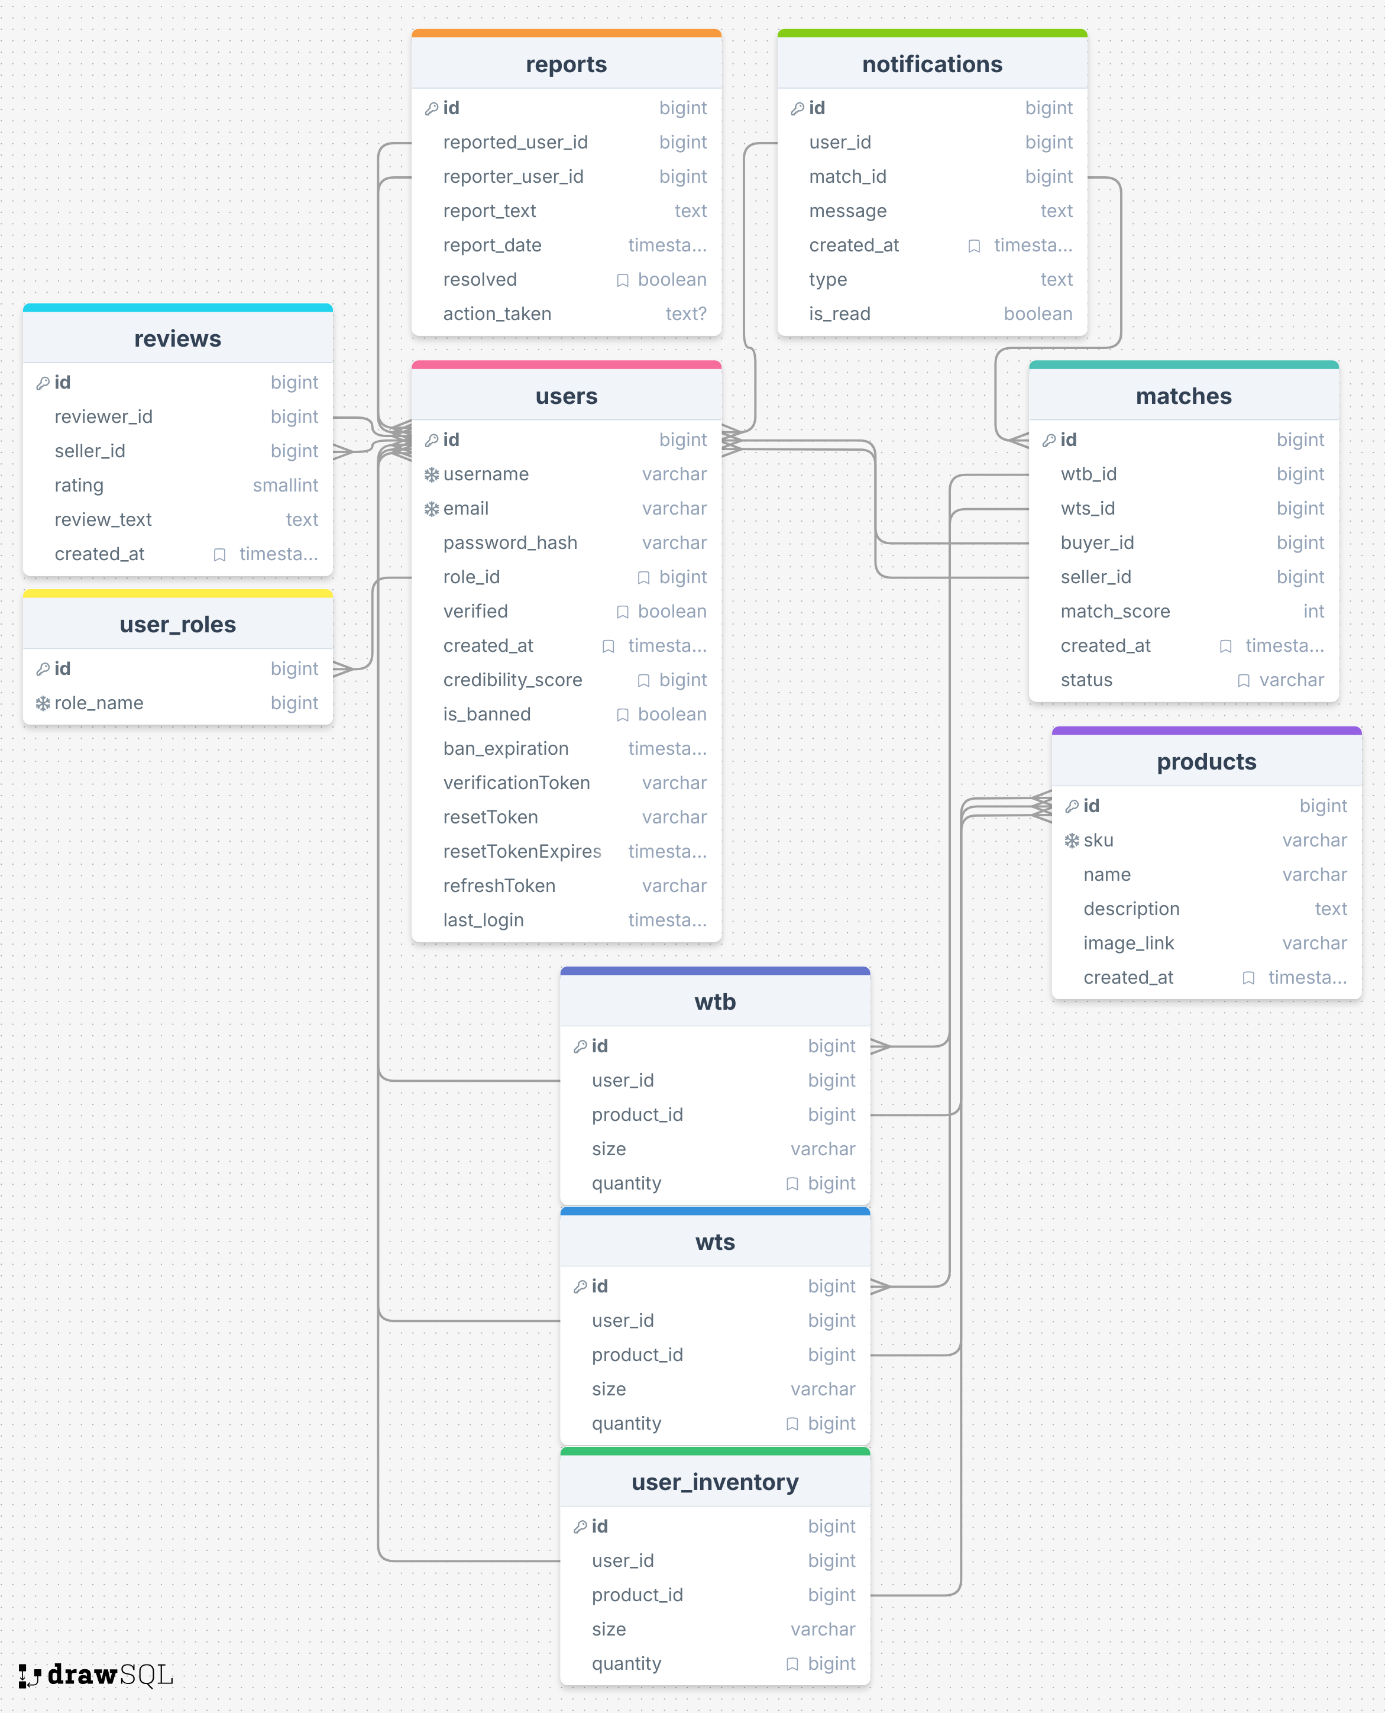 reports
id bigint
reported_user_id bigint
reporter_user_id bigint
report_text text
report_date timesta...
resolved boolean
action_taken text?
notifications
id bigint
user_id bigint
match_id bigint
message text
created_at timesta...
type text
is_read boolean
reviews
id bigint
reviewer_id bigint
seller_id bigint
rating smallint
review_text text
created_at timesta...
users
id bigint
username varchar
email varchar
password_hash varchar
role_id bigint
verified boolean
created_at timesta...
credibility_score bigint
is_banned boolean
ban_expiration timesta...
verificationToken varchar
resetToken varchar
resetTokenExpires timesta...
refreshToken varchar
last_login timesta...
matches
id bigint
wtb_id bigint
wts_id bigint
buyer_id bigint
seller_id bigint
match_score int
created_at timesta...
status varchar
user_roles
id bigint
role_name bigint
products
id bigint
sku varchar
name varchar
description text
image_link varchar
created_at timesta...
wtb
id bigint
user_id bigint
product_id bigint
size varchar
quantity bigint
wts
id bigint
user_id bigint
product_id bigint
size varchar
quantity bigint
user_inventory
id bigint
user_id bigint
product_id bigint
size varchar
quantity bigint
drawSQL